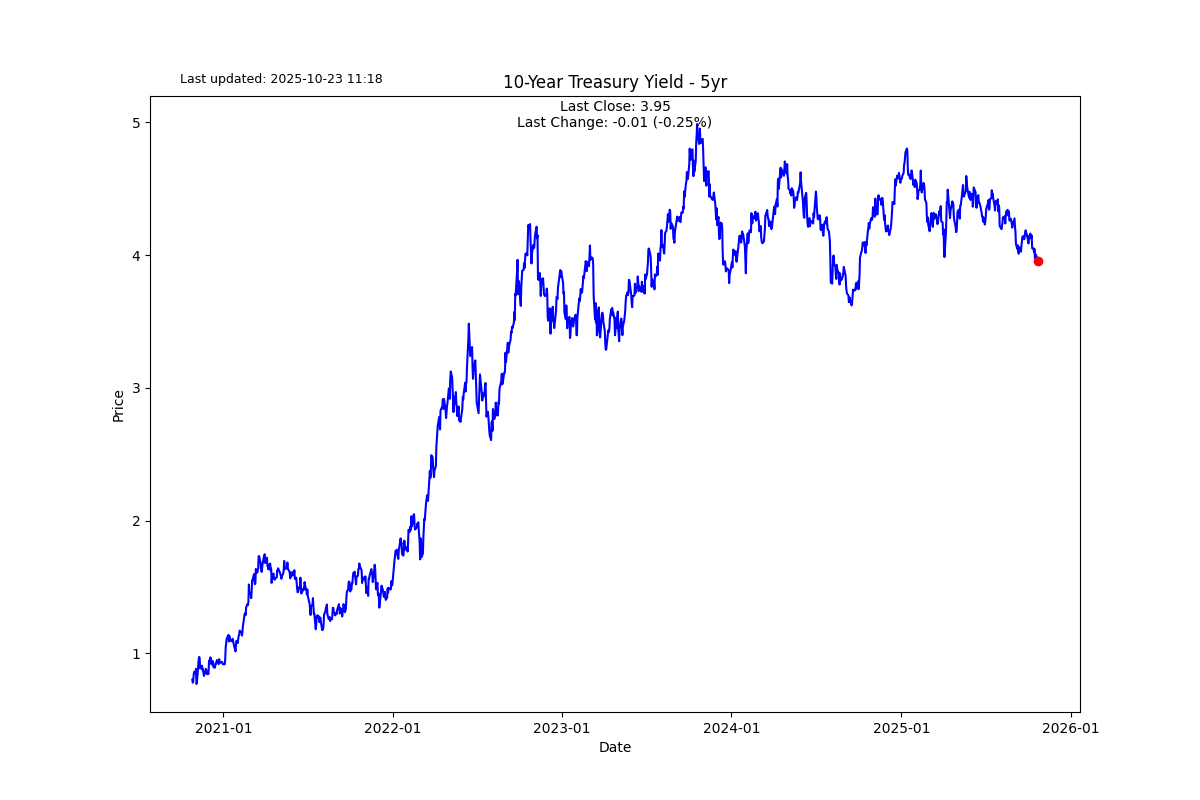 Last updated: 2025-10-23 11:18
10-Year Treasury Yield - 5yr
Last Close: 3.95
Last Change: -0.01 (-0.25%)
5
4
3
2
1
Price
2021-01
2022-01
2023-01
2024-01
2025-01
2026-01
Date